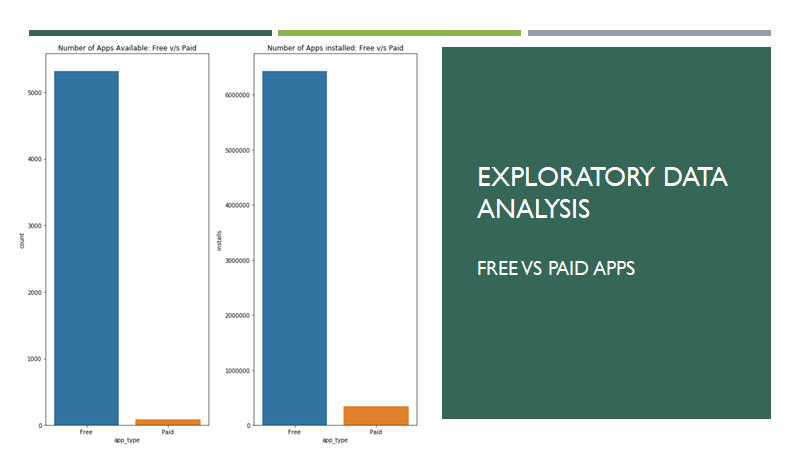 Number of Apps Available: Free v/s Paid
count
5000
4000
3000
2000
1000
0
Free Paid
app_type
Number of Apps installed: Free v/s Paid
installs
6000000
5000000
4000000
3000000
2000000
1000000
0
Free Paid
app_type
EXPLORATORY DATA
ANALYSIS
FREE VS PAID APPS